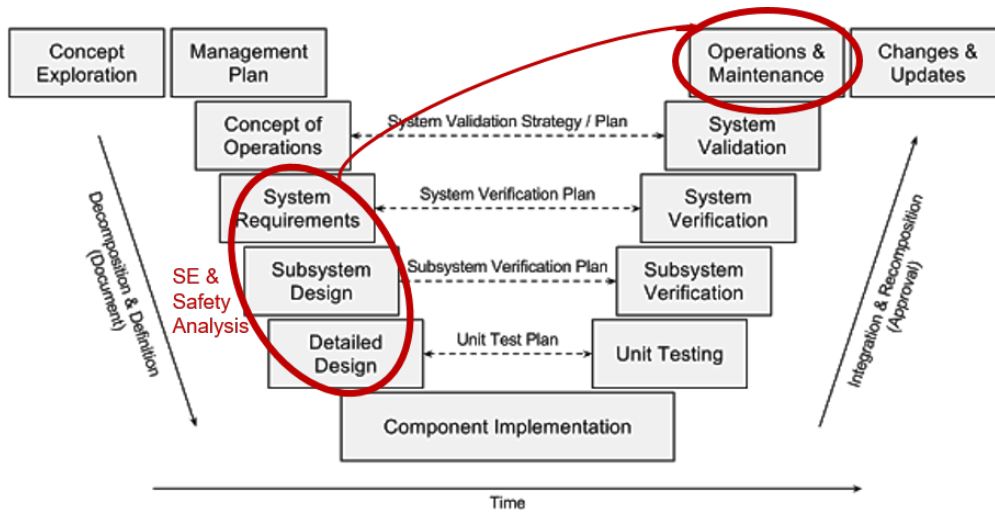 Concept
Exploration
Management
Plan
Operations &
Maintenance
Changes &
Updates
Concept of
Operations
System Validation Strategy / Plan
System
Validation
System
Requirements
System Verification Plan
System
Verification
Decomposition & Definition
(Document)
SE &
Safety
Analysis
Subsystem
Design
Subsystem Verification Plan
Subsystem
Verification
Integration & Recomposition
(Approval)
Detailed
Design
Unit Test Plan
Unit Testing
Component Implementation
Time